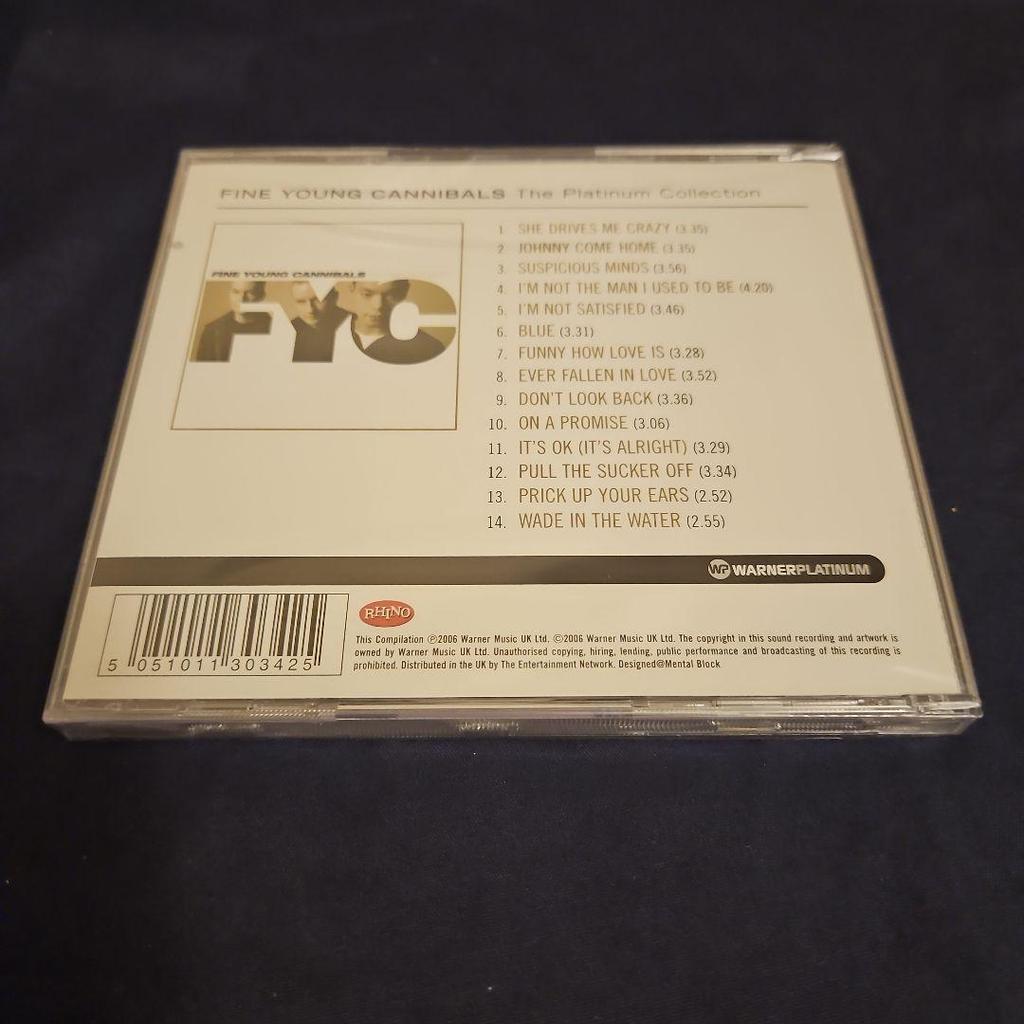 FINE YOUNG CANNIBALS The Platinum Collection
FINE YOUNG CANNIBALS
FYC
1. SHE DRIVES ME CRAZY (3.35)
2. JOHNNY COME HOME (3.35)
3. SUSPICIOUS MINDS (3.56)
4. I'M NOT THE MAN I USED TO BE (4.20)
5. I'M NOT SATISFIED (3.46)
6. BLUE (3.31)
7. FUNNY HOW LOVE IS (3.28)
8. EVER FALLEN IN LOVE (3.52)
9. DON'T LOOK BACK (3.36)
10. ON A PROMISE (3.06)
11. IT'S OK (IT'S ALRIGHT) (3.29)
12. PULL THE SUCKER OFF (3.34)
13. PRICK UP YOUR EARS (2.52)
14. WADE IN THE WATER (2.55)
WP WARNERPLATINUM
RHINO
This Compilation ℗2006 Warner Music UK Ltd. ©2006 Warner Music UK Ltd. The copyright in this sound recording and artwork is
owned by Warner Music UK Ltd. Unauthorised copying, hiring, lending, public performance and broadcasting of this recording is
prohibited. Distributed in the UK by The Entertainment Network. Designed@Mental Block
5 051011 303425